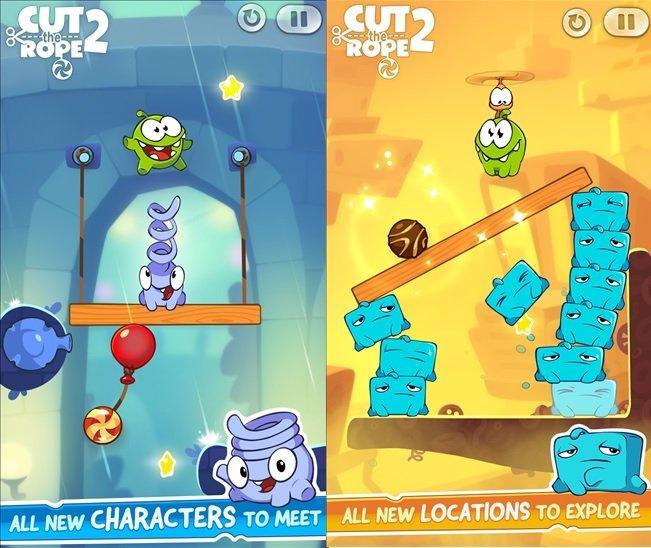 CUT
the
ROPE 2
ALL NEW CHARACTERS TO MEET
CUT
the
ROPE 2
ALL NEW LOCATIONS TO EXPLORE